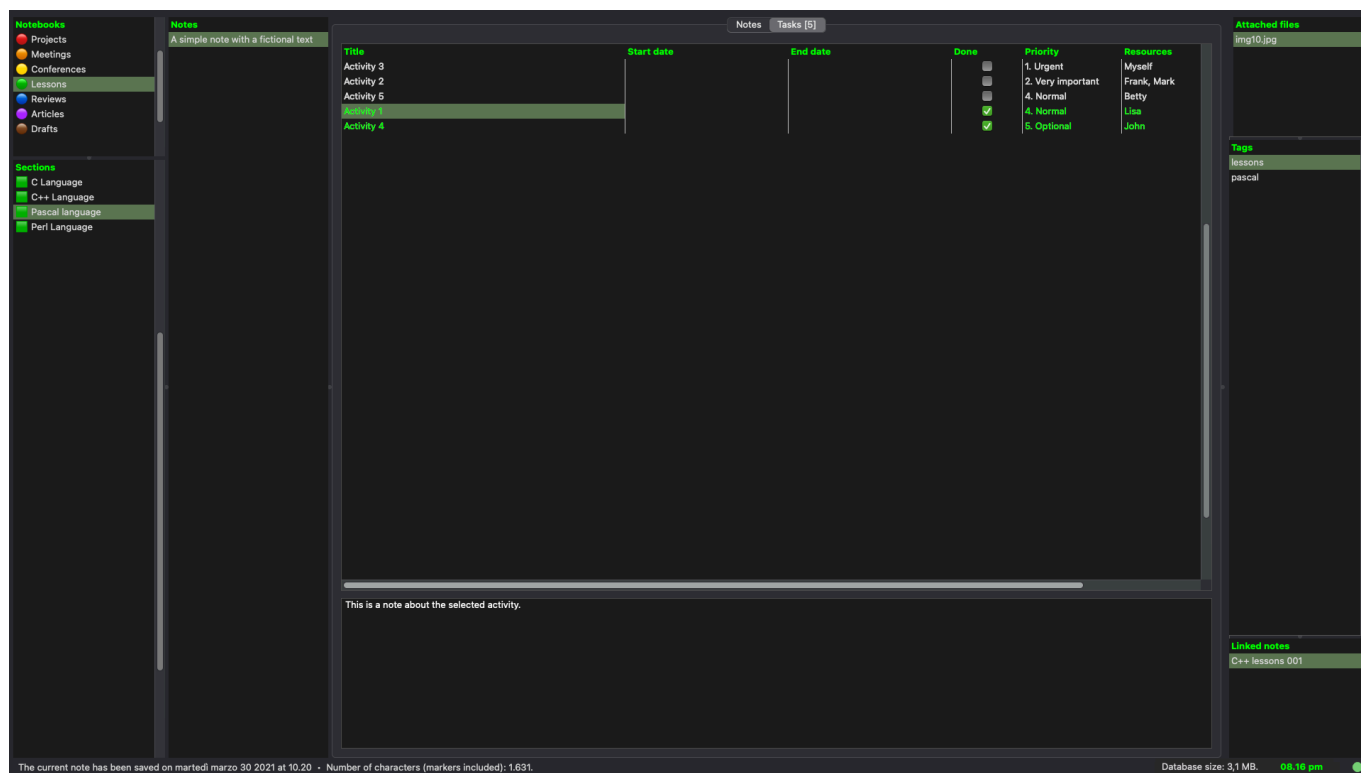 Notebooks
Projects
Meetings
Conferences
Lessons
Reviews
Articles
Drafts
Sections
C Language
C++ Language
Pascal language
Perl Language
Notes
A simple note with a fictional text
Notes Tasks [5]
Title Start date End date Done Priority Resources
Activity 3 1. Urgent Myself
Activity 2 2. Very important Frank, Mark
Activity 5 4. Normal Betty
Activity 1 4. Normal Lisa
Activity 4 5. Optional John
This is a note about the selected activity.
Attached files
img10.jpg
Tags
lessons
pascal
Linked notes
C++ lessons 001
The current note has been saved on martedì marzo 30 2021 at 10.20 • Number of characters (markers included): 1.631. Database size: 3,1 MB. 08.16 pm